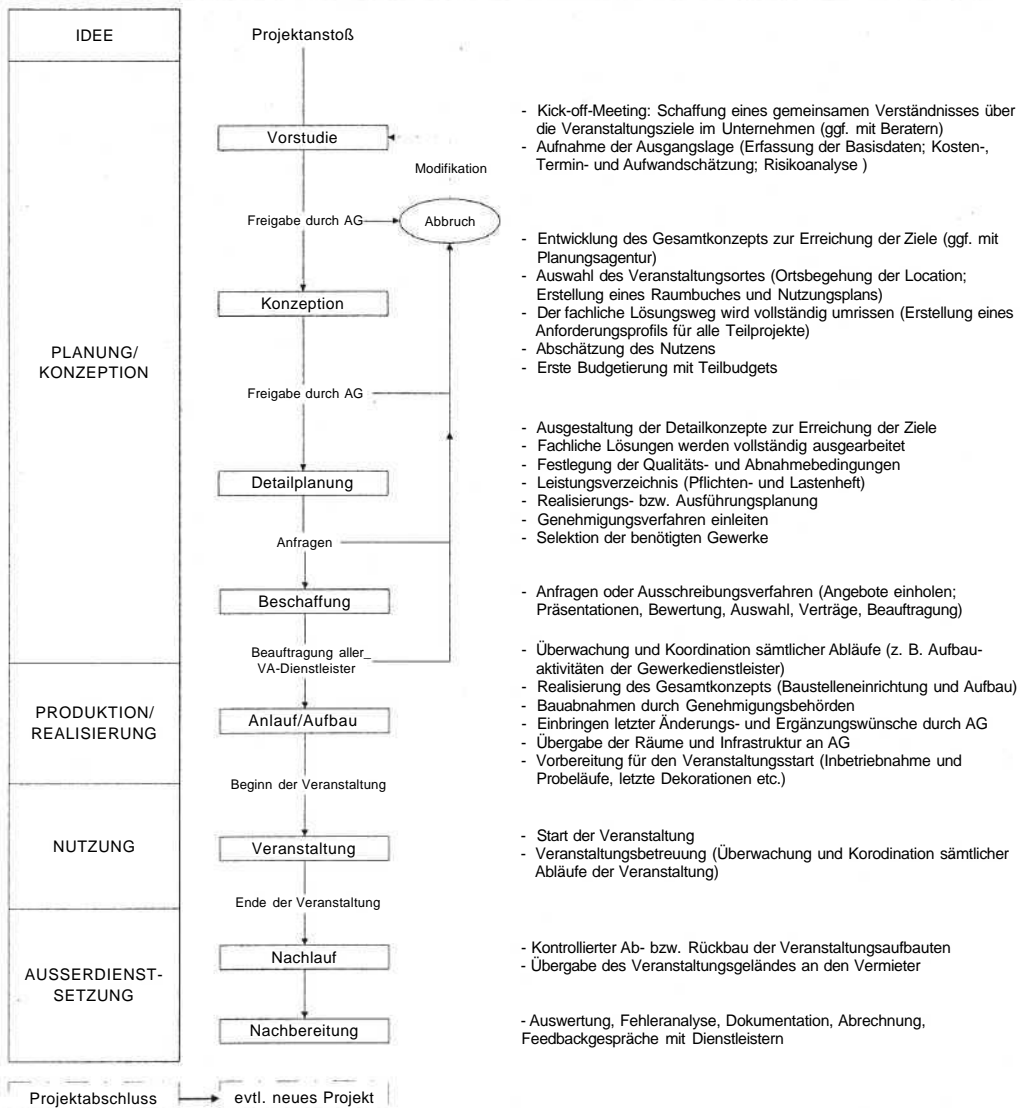 IDEE
Projektanstoß
Vorstudie
- Kick-off-Meeting: Schaffung eines gemeinsamen Verständnisses über
die Veranstaltungsziele im Unternehmen (ggf. mit Beratern)
- Aufnahme der Ausgangslage (Erfassung der Basisdaten; Kosten-,
Termin- und Aufwandschätzung; Risikoanalyse )
Modifikation
Freigabe durch AG
Abbruch
Konzeption
- Entwicklung des Gesamtkonzepts zur Erreichung der Ziele (ggf. mit
Planungsagentur)
- Auswahl des Veranstaltungsortes (Ortsbegehung der Location;
Erstellung eines Raumbuches und Nutzungsplans)
- Der fachliche Lösungsweg wird vollständig umrissen (Erstellung eines
Anforderungsprofils für alle Teilprojekte)
- Abschätzung des Nutzens
- Erste Budgetierung mit Teilbudgets
PLANUNG/
KONZEPTION
Freigabe durch AG
Detailplanung
- Ausgestaltung der Detailkonzepte zur Erreichung der Ziele
- Fachliche Lösungen werden vollständig ausgearbeitet
- Festlegung der Qualitäts- und Abnahmebedingungen
- Leistungsverzeichnis (Pflichten- und Lastenheft)
- Realisierungs- bzw. Ausführungsplanung
- Genehmigungsverfahren einleiten
- Selektion der benötigten Gewerke
Anfragen
Beschaffung
- Anfragen oder Ausschreibungsverfahren (Angebote einholen;
Präsentationen, Bewertung, Auswahl, Verträge, Beauftragung)
Beauftragung aller_
VA-Dienstleister
PRODUKTION/
REALISIERUNG
Anlauf/Aufbau
- Überwachung und Koordination sämtlicher Abläufe (z. B. Aufbau-
aktivitäten der Gewerkedienstleister)
- Realisierung des Gesamtkonzepts (Baustelleneinrichtung und Aufbau)
- Bauabnahmen durch Genehmigungsbehörden
- Einbringen letzter Änderungs- und Ergänzungswünsche durch AG
- Übergabe der Räume und Infrastruktur an AG
- Vorbereitung für den Veranstaltungsstart (Inbetriebnahme und
Probeläufe, letzte Dekorationen etc.)
Beginn der Veranstaltung
NUTZUNG
Veranstaltung
- Start der Veranstaltung
- Veranstaltungsbetreuung (Überwachung und Korodination sämtlicher
Abläufe der Veranstaltung)
Ende der Veranstaltung
AUSSERDIENST-
SETZUNG
Nachlauf
- Kontrollierter Ab- bzw. Rückbau der Veranstaltungsaufbauten
- Übergabe des Veranstaltungsgeländes an den Vermieter
Nachbereitung
- Auswertung, Fehleranalyse, Dokumentation, Abrechnung,
Feedbackgespräche mit Dienstleistern
Projektabschluss
evtl. neues Projekt